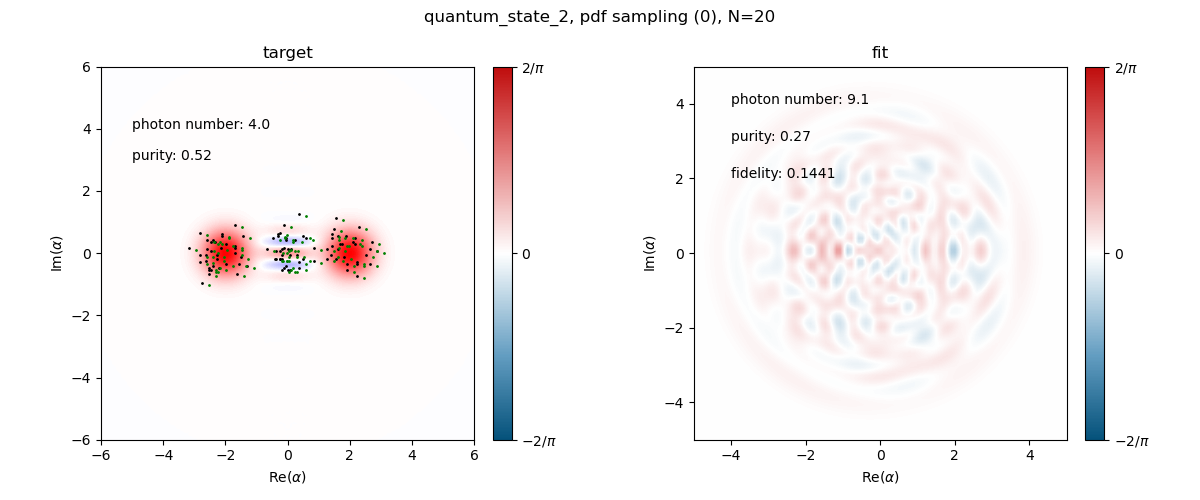 quantum_state_2, pdf sampling (0), N=20
target
6
4
2
0
−2
−4
−6
−6
−4
−2
0
2
4
6
Im(α)
Re(α)
photon number: 4.0
purity: 0.52
2/π
0
−2/π
fit
4
2
0
−2
−4
−4
−2
0
2
4
Im(α)
Re(α)
photon number: 9.1
purity: 0.27
fidelity: 0.1441
2/π
0
−2/π